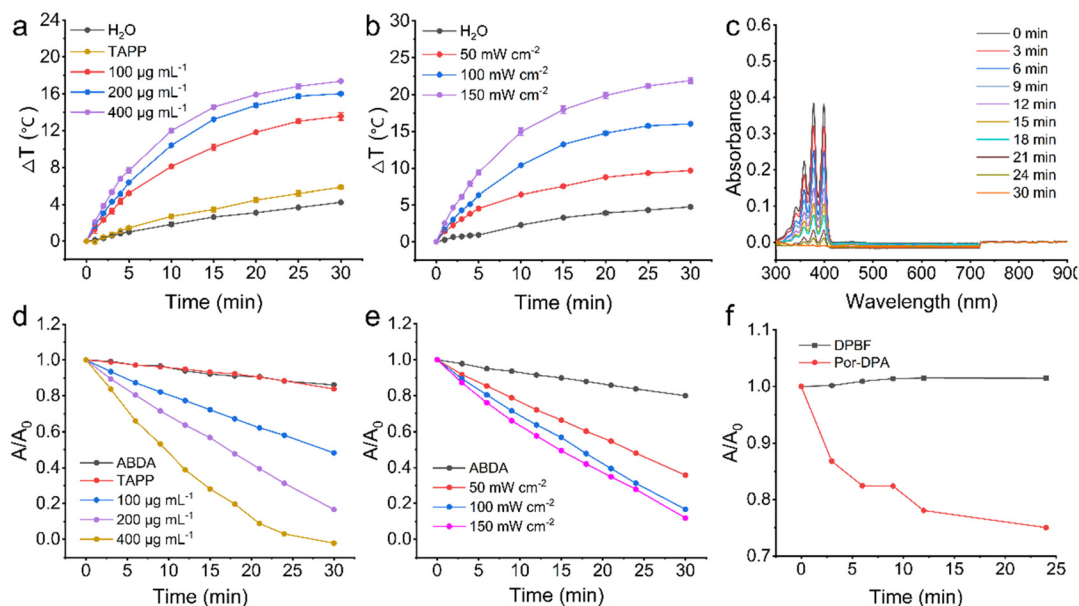 a
24
20
16
12
8
4
0
△T (℃)
H₂O
TAPP
100 µg mL⁻¹
200 µg mL⁻¹
400 µg mL⁻¹
0 5 10 15 20 25 30
Time (min)
b
30
25
20
15
10
5
0
△T (℃)
H₂O
50 mW cm⁻²
100 mW cm⁻²
150 mW cm⁻²
0 5 10 15 20 25 30
Time (min)
c
0.6
0.5
0.4
0.3
0.2
0.1
0.0
Absorbance
0 min
3 min
6 min
9 min
12 min
15 min
18 min
21 min
24 min
30 min
300 400 500 600 700 800 900
Wavelength (nm)
d
1.2
1.0
0.8
0.6
0.4
0.2
0.0
A/A₀
ABDA
TAPP
100 µg mL⁻¹
200 µg mL⁻¹
400 µg mL⁻¹
0 5 10 15 20 25 30
Time (min)
e
1.2
1.0
0.8
0.6
0.4
0.2
0.0
A/A₀
ABDA
50 mW cm⁻²
100 mW cm⁻²
150 mW cm⁻²
0 5 10 15 20 25 30
Time (min)
f
1.1
1.0
0.9
0.8
0.7
A/A₀
DPBF
Por-DPA
0 5 10 15 20 25
Time (min)